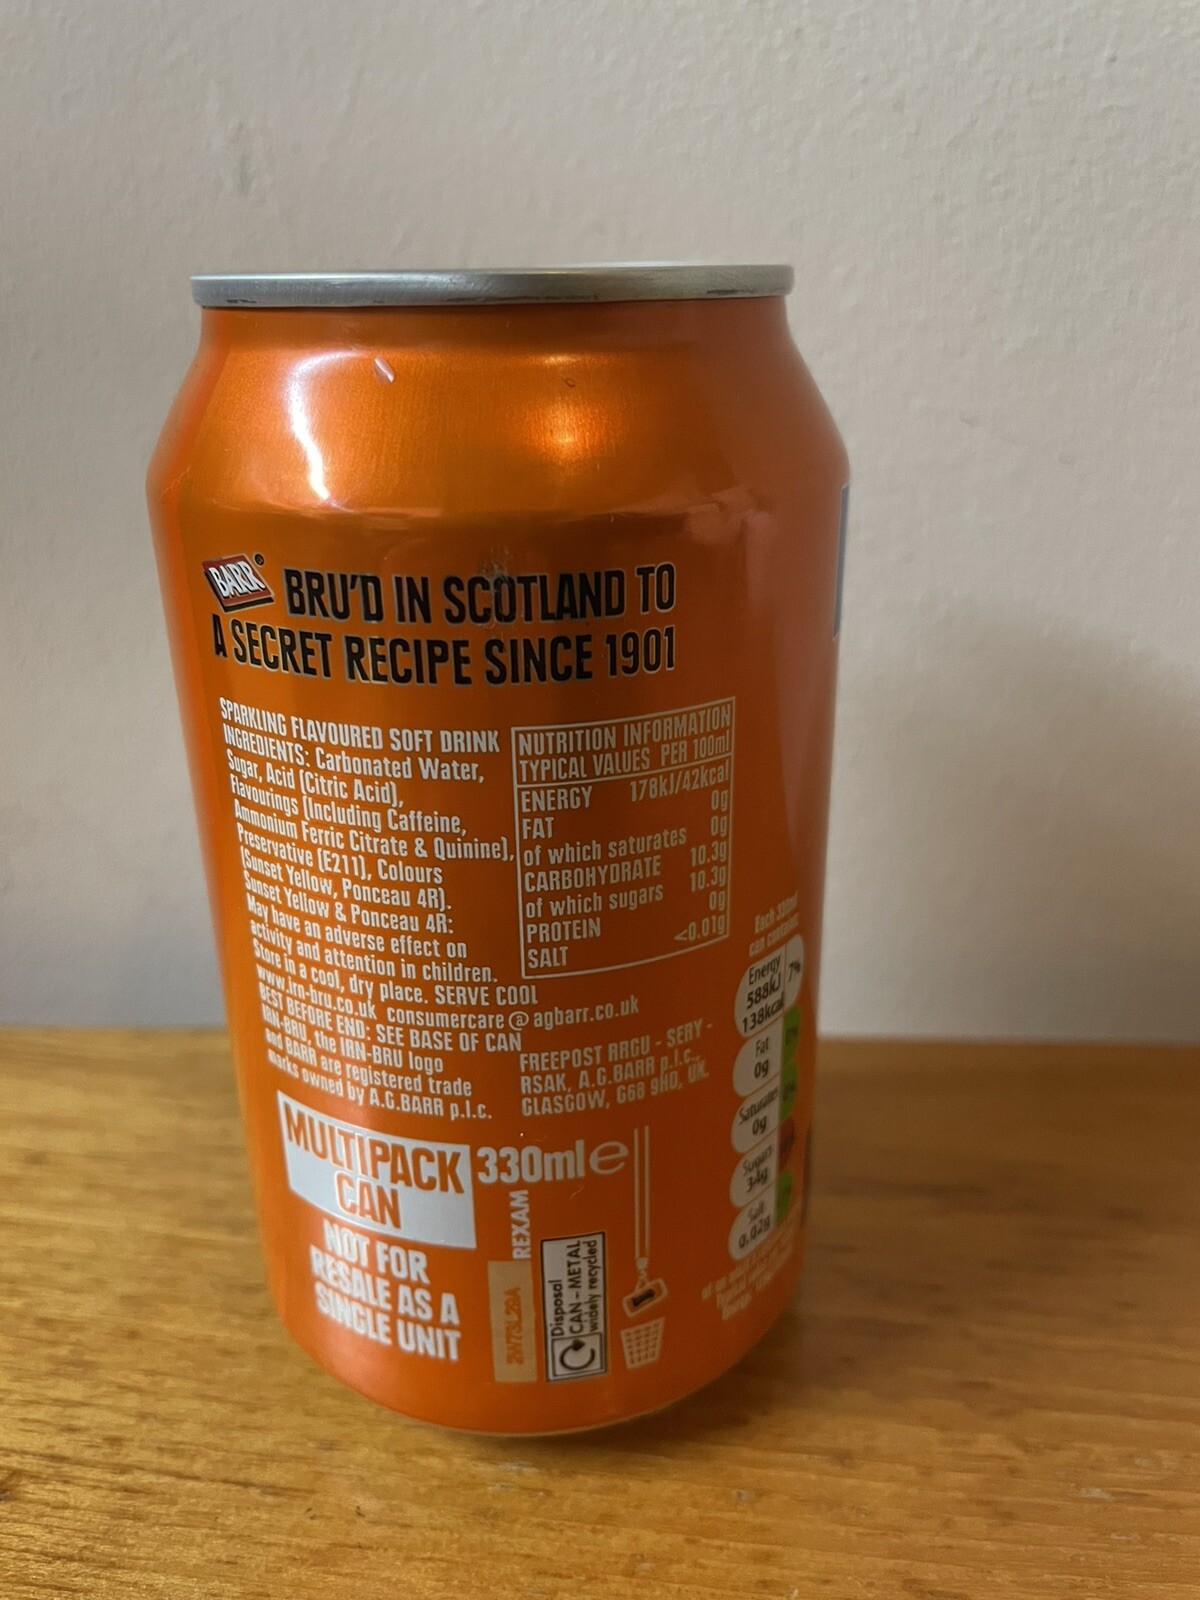 BARR®
BRU'D IN SCOTLAND TO
A SECRET RECIPE SINCE 1901
SPARKLING FLAVOURED SOFT DRINK
INGREDIENTS: Carbonated Water,
Sugar, Acid (Citric Acid),
Flavourings (Including Caffeine,
Ammonium Ferric Citrate & Quinine),
Preservative (E211), Colours
(Sunset Yellow, Ponceau 4R).
Sunset Yellow & Ponceau 4R:
May have an adverse effect on
activity and attention in children.
Store in a cool, dry place. SERVE COOL
www.irn-bru.co.uk consumercare@agbarr.co.uk
BEST BEFORE END: SEE BASE OF CAN
IRN-BRU, the IRN-BRU logo
and BARR are registered trade
marks owned by A.G.BARR p.l.c.
NUTRITION INFORMATION
TYPICAL VALUES PER 100ml
ENERGY 178kJ/42kcal
FAT 0g
of which saturates 0g
CARBOHYDRATE 10.3g
of which sugars 10.3g
PROTEIN 0g
SALT <0.01g
FREEPOST RRGU - SERY -
RSAK, A.G.BARR p.l.c.,
GLASGOW, G68 9HD, UK.
MULTIPACK
CAN
NOT FOR
RESALE AS A
SINGLE UNIT
330ml e
REXAM
Disposal
CAN - METAL
widely recycled
Each 330ml
can contains
Energy
588kJ
138kcal
7%
Fat
0g
Saturates
0g
Sugars
34g
Salt
0.02g